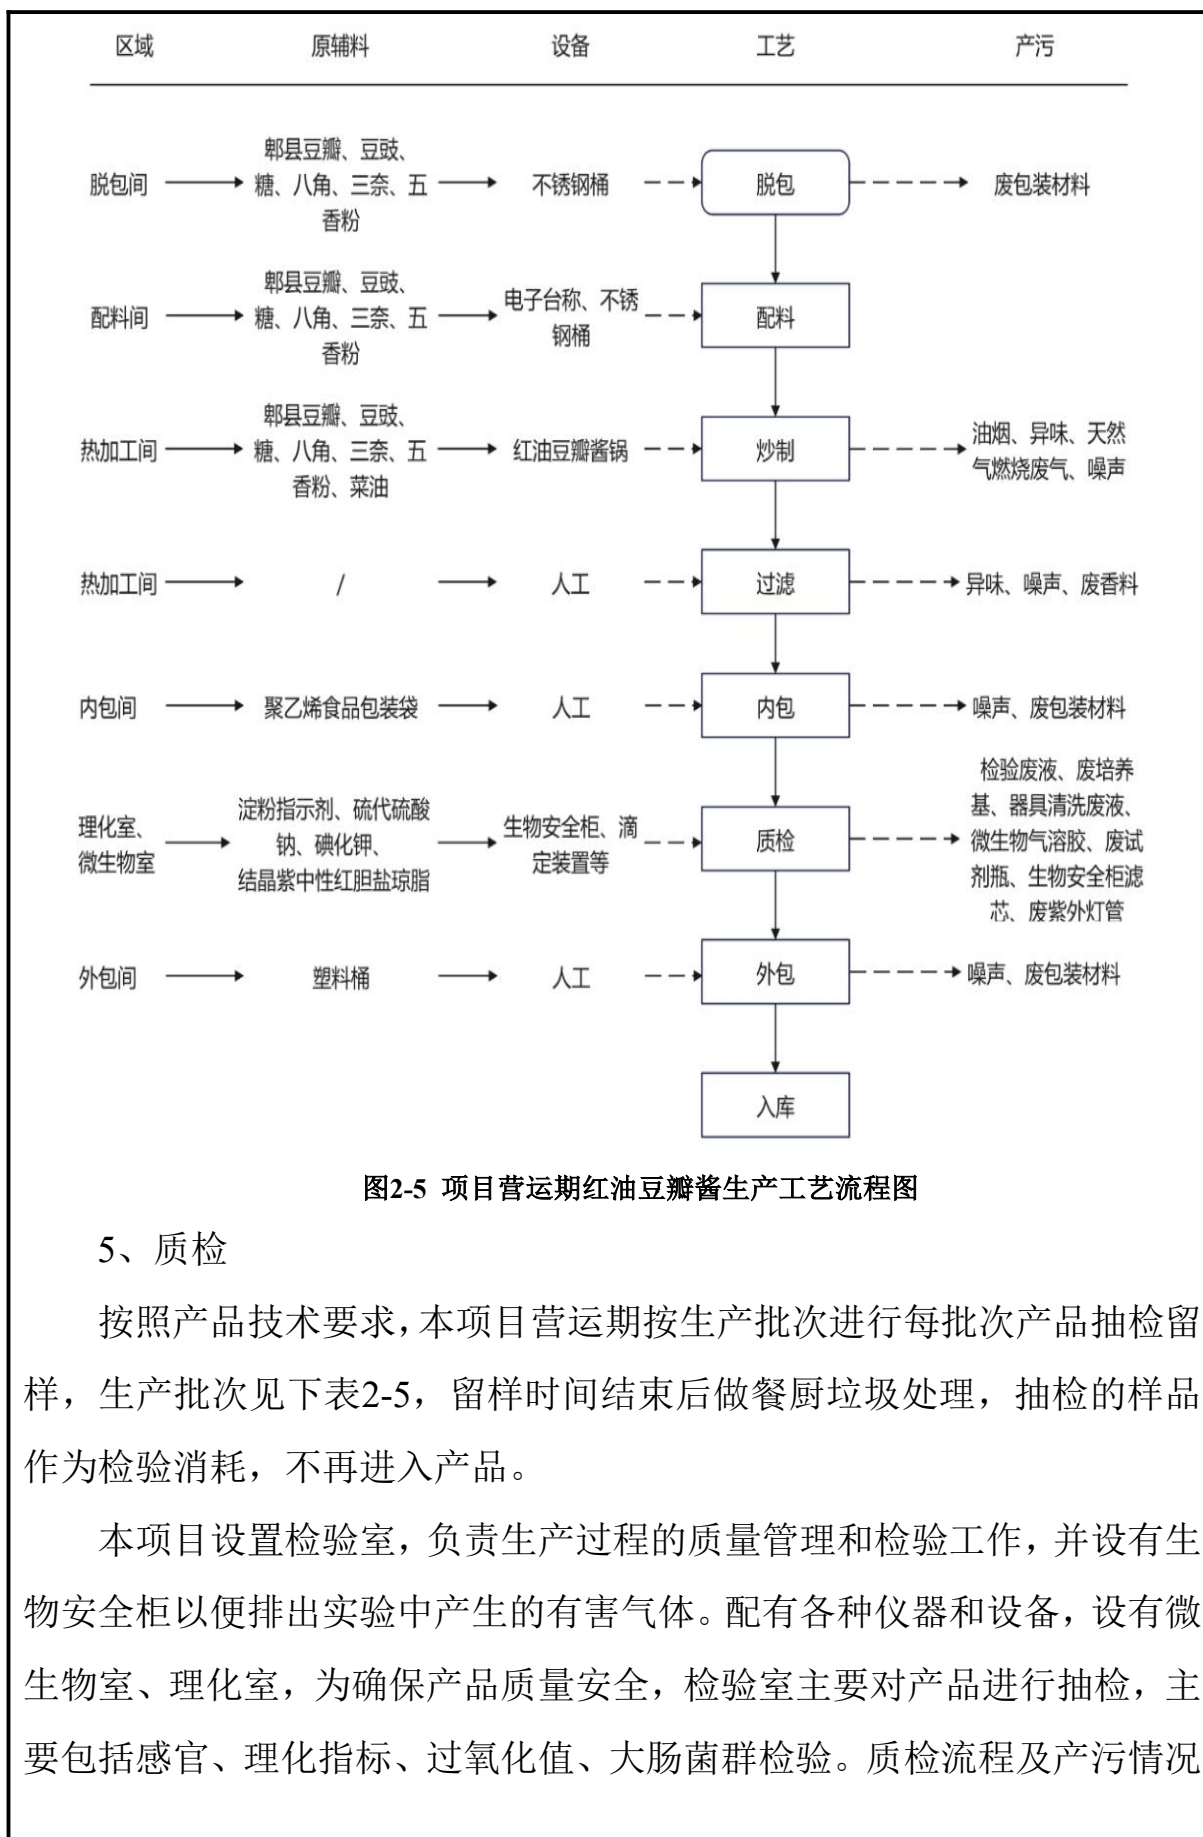 区域 原辅料 设备 工艺 产污
郫县豆瓣、豆豉、
脱包间 糖、八角、三奈、五 不锈钢桶 脱包 废包装材料
香粉
郫县豆瓣、豆豉、
配料间 糖、八角、三奈、五 电子台称、不锈 配料
香粉 钢桶
郫县豆瓣、豆豉、
热加工间 糖、八角、三奈、五 红油豆瓣酱锅 炒制 油烟、异味、天然
香粉、菜油 气燃烧废气、噪声
热加工间 / 人工 过滤 异味、噪声、废香料
内包间 聚乙烯食品包装袋 人工 内包 噪声、废包装材料
理化室、
微生物室
淀粉指示剂、硫代硫酸
钠、碘化钾、
结晶紫中性红胆盐琼脂
生物安全柜、滴
定装置等
质检
检验废液、废培养
基、器具清洗废液、
微生物气溶胶、废试
剂瓶、生物安全柜滤
芯、废紫外灯管
外包间 塑料桶 人工 外包 噪声、废包装材料
入库
图2-5 项目营运期红油豆瓣酱生产工艺流程图
5、质检
按照产品技术要求，本项目营运期按生产批次进行每批次产品抽检留
样，生产批次见下表2-5，留样时间结束后做餐厨垃圾处理，抽检的样品
作为检验消耗，不再进入产品。
本项目设置检验室，负责生产过程的质量管理和检验工作，并设有生
物安全柜以便排出实验中产生的有害气体。配有各种仪器和设备，设有微
生物室、理化室，为确保产品质量安全，检验室主要对产品进行抽检，主
要包括感官、理化指标、过氧化值、大肠菌群检验。质检流程及产污情况